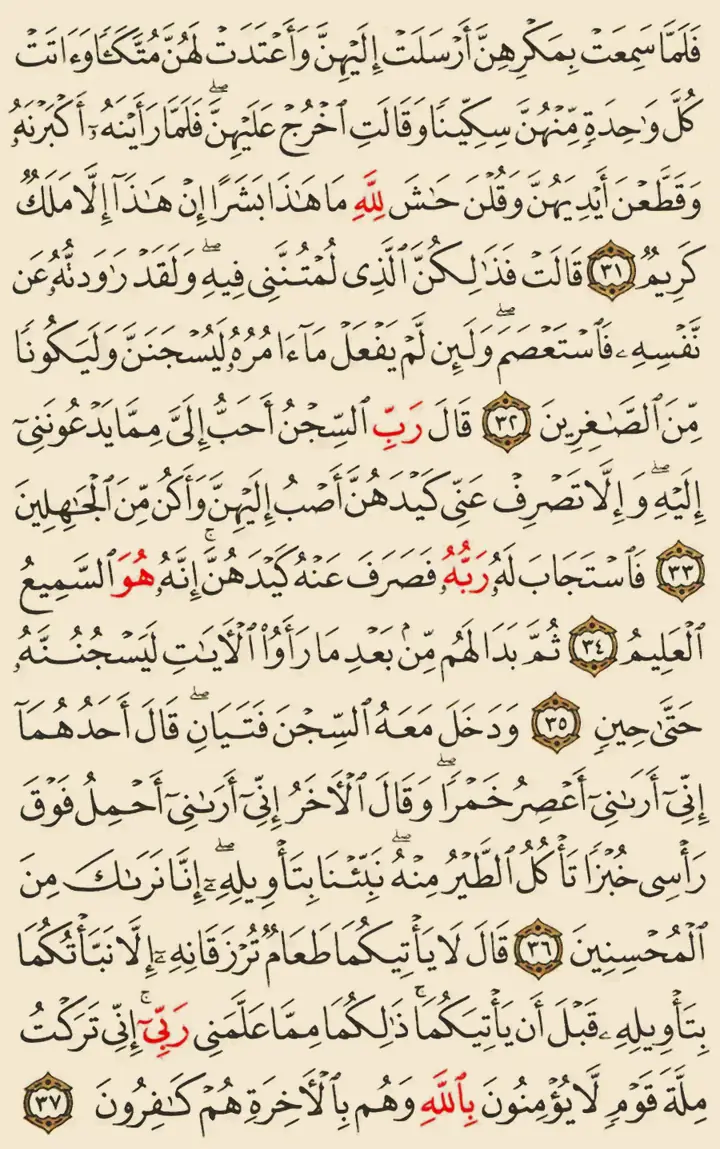 فَلَمَّا سَمِعَتْ بِمَكْرِهِنَّ أَرْسَلَتْ إِلَيْهِنَّ وَأَعْتَدَتْ لَهُنَّ مُتَّكَـًٔا وَءَاتَتْ
كُلَّ وَٰحِدَةٍ مِّنْهُنَّ سِكِّينًا وَقَالَتِ ٱخْرُجْ عَلَيْهِنَّ ۖ فَلَمَّا رَأَيْنَهُۥٓ أَكْبَرْنَهُۥ
وَقَطَّعْنَ أَيْدِيَهُنَّ وَقُلْنَ حَـٰشَ لِلَّهِ مَا هَـٰذَا بَشَرًا إِنْ هَـٰذَآ إِلَّا مَلَكٌ
كَرِيمٌ ٣١ قَالَتْ فَذَٰلِكُنَّ ٱلَّذِى لُمْتُنَّنِى فِيهِ ۖ وَلَقَدْ رَٰوَدتُّهُۥ عَن
نَّفْسِهِۦ فَٱسْتَعْصَمَ ۖ وَلَئِن لَّمْ يَفْعَلْ مَآ ءَامُرُهُۥ لَيُسْجَنَنَّ وَلَيَكُونًا
مِّنَ ٱلصَّـٰغِرِينَ ٣٢ قَالَ رَبِّ ٱلسِّجْنُ أَحَبُّ إِلَىَّ مِمَّا يَدْعُونَنِىٓ
إِلَيْهِ ۖ وَإِلَّا تَصْرِفْ عَنِّى كَيْدَهُنَّ أَصْبُ إِلَيْهِنَّ وَأَكُن مِّنَ ٱلْجَـٰهِلِينَ
٣٣ فَٱسْتَجَابَ لَهُۥ رَبُّهُۥ فَصَرَفَ عَنْهُ كَيْدَهُنَّ ۚ إِنَّهُۥ هُوَ ٱلسَّمِيعُ
ٱلْعَلِيمُ ٣٤ ثُمَّ بَدَا لَهُم مِّنۢ بَعْدِ مَا رَأَوُا۟ ٱلْـَٔايَـٰتِ لَيَسْجُنُنَّهُۥ
حَتَّىٰ حِينٍ ٣٥ وَدَخَلَ مَعَهُ ٱلسِّجْنَ فَتَيَانِ ۖ قَالَ أَحَدُهُمَآ
إِنِّىٓ أَرَىٰنِىٓ أَعْصِرُ خَمْرًا ۖ وَقَالَ ٱلْـَٔاخَرُ إِنِّىٓ أَرَىٰنِىٓ أَحْمِلُ فَوْقَ
رَأْسِى خُبْزًا تَأْكُلُ ٱلطَّيْرُ مِنْهُ ۖ نَبِّئْنَا بِتَأْوِيلِهِۦٓ ۖ إِنَّا نَرَىٰكَ مِنَ
ٱلْمُحْسِنِينَ ٣٦ قَالَ لَا يَأْتِيكُمَا طَعَامٌ تُرْزَقَانِهِۦٓ إِلَّا نَبَّأْتُكُمَا
بِتَأْوِيلِهِۦ قَبْلَ أَن يَأْتِيَكُمَا ۚ ذَٰلِكُمَا مِمَّا عَلَّمَنِى رَبِّىٓ ۚ إِنِّى تَرَكْتُ
مِلَّةَ قَوْمٍ لَّا يُؤْمِنُونَ بِٱللَّهِ وَهُم بِٱلْـَٔاخِرَةِ هُمْ كَـٰفِرُونَ ٣٧